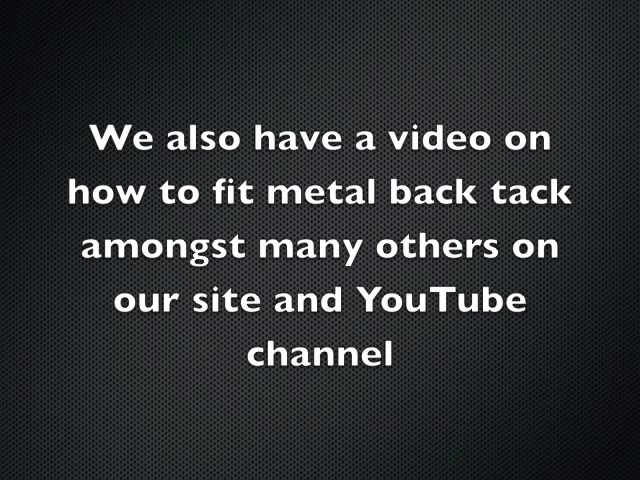 We also have a video on
how to fit metal back tack
amongst many others on
our site and YouTube
channel